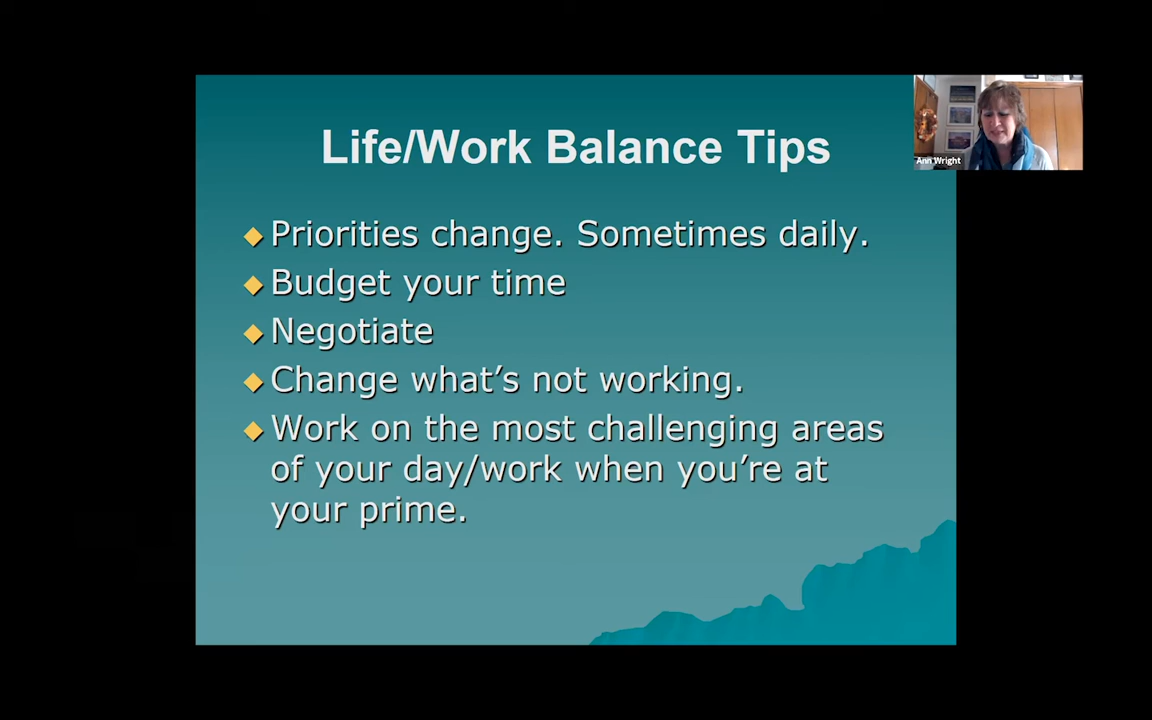 Life/Work Balance Tips
Ann Wright
Priorities change. Sometimes daily.
Budget your time
Negotiate
Change what’s not working.
Work on the most challenging areas
of your day/work when you’re at
your prime.